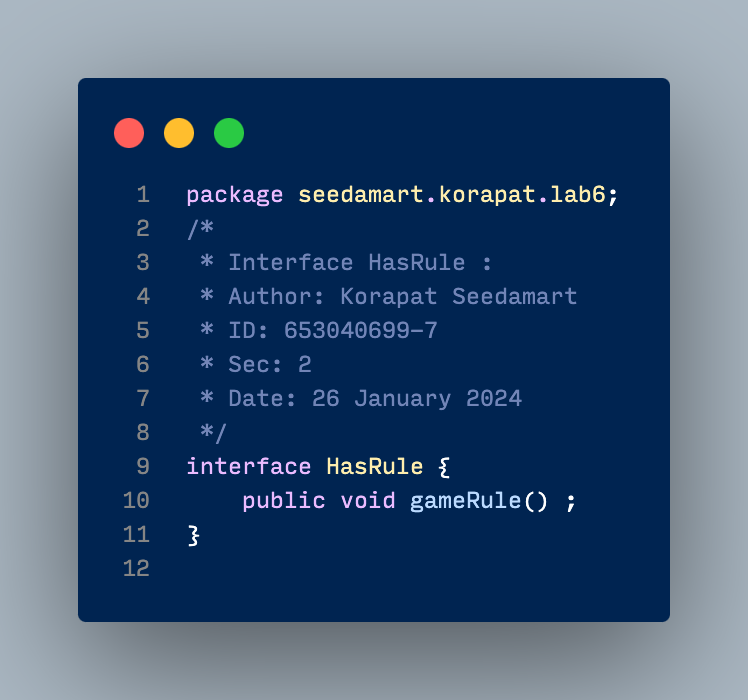 1 package seedamart.korapat.lab6;
2 /*
3  * Interface HasRule :
4  * Author: Korapat Seedamart
5  * ID: 653040699-7
6  * Sec: 2
7  * Date: 26 January 2024
8  */
9 interface HasRule {
10     public void gameRule() ;
11 }
12